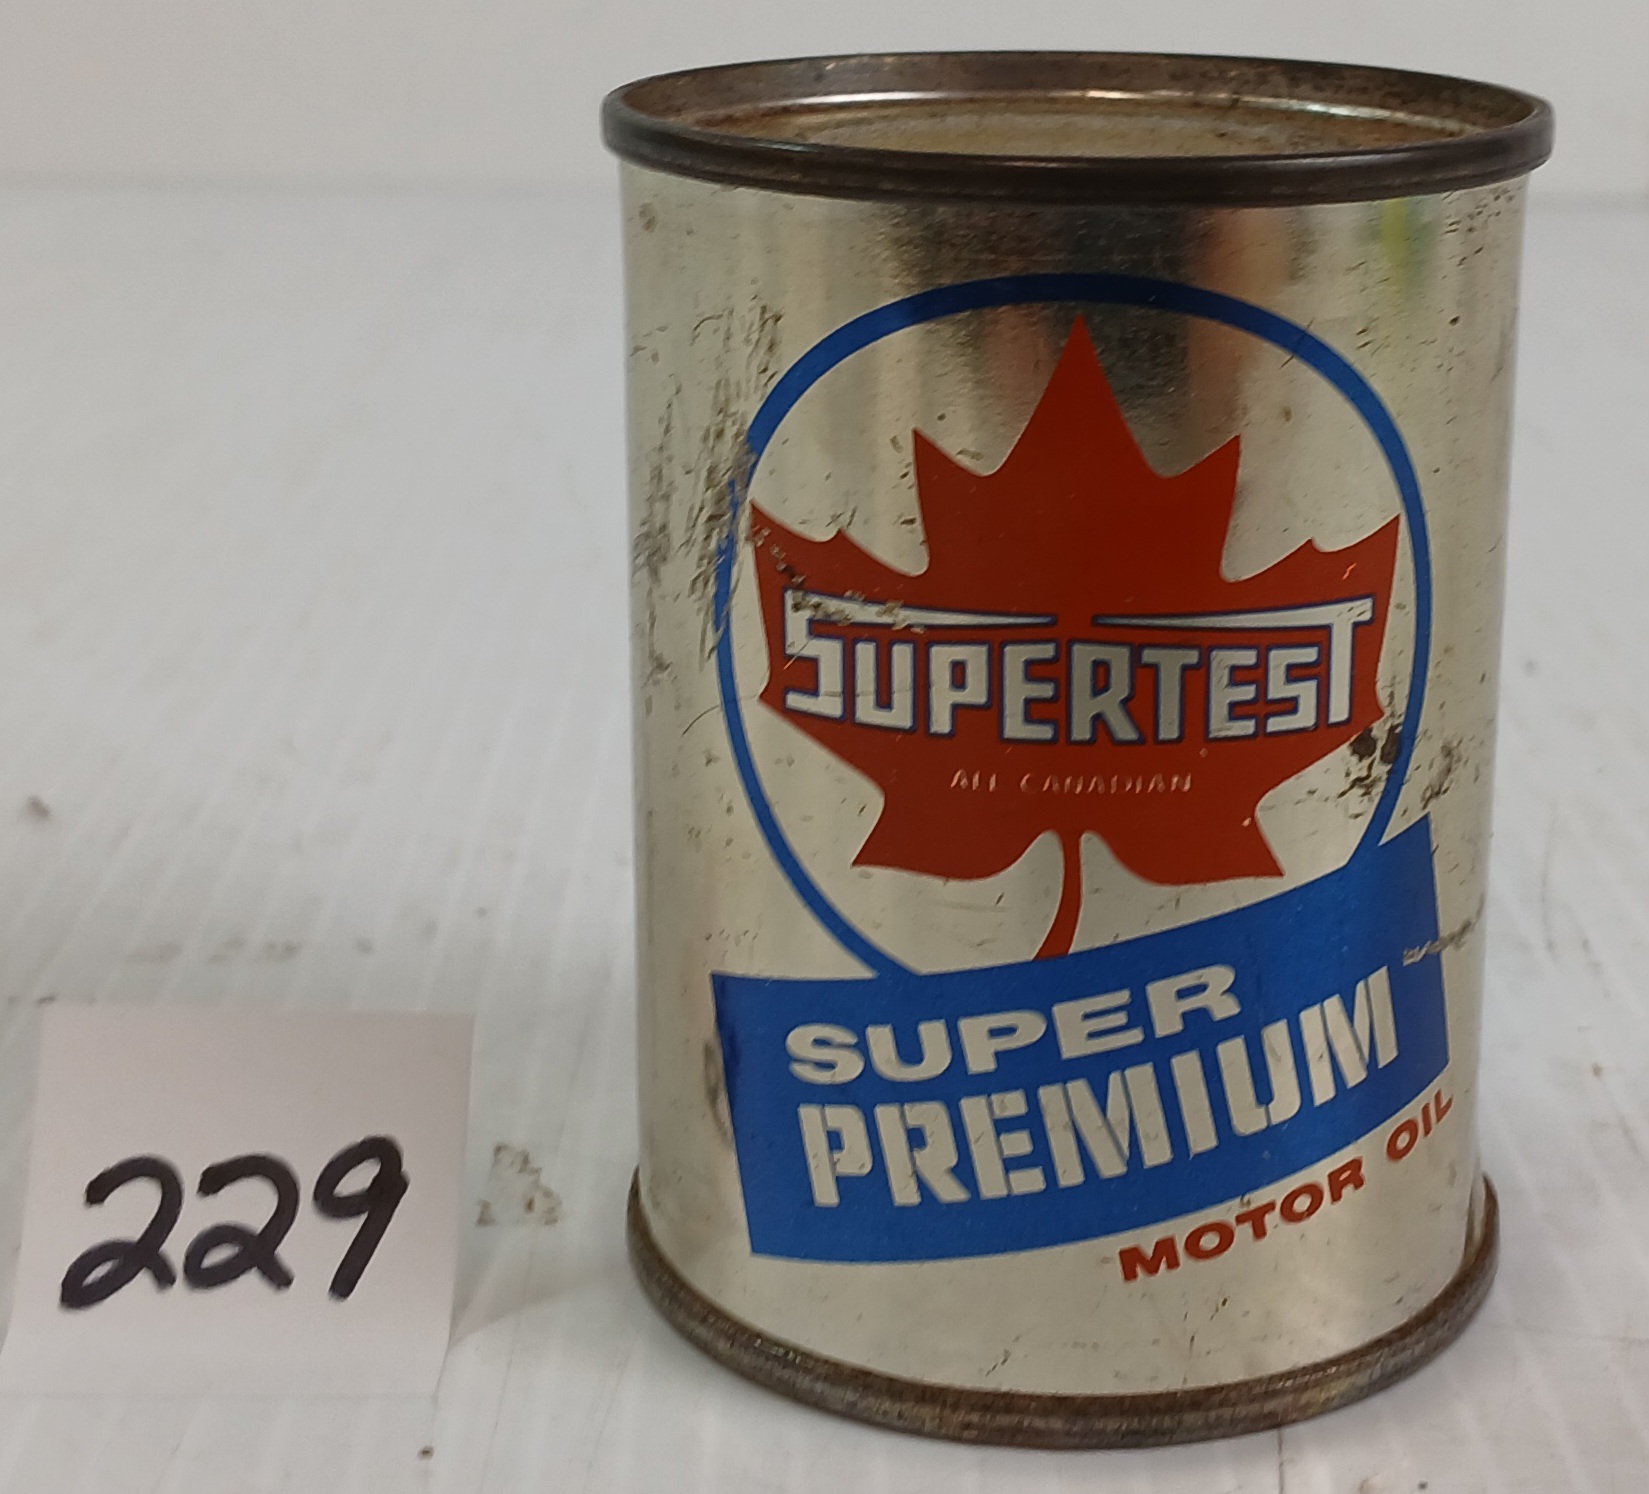 SUPERTEST
ALL CANADIAN
SUPER
PREMIUM
MOTOR OIL
229